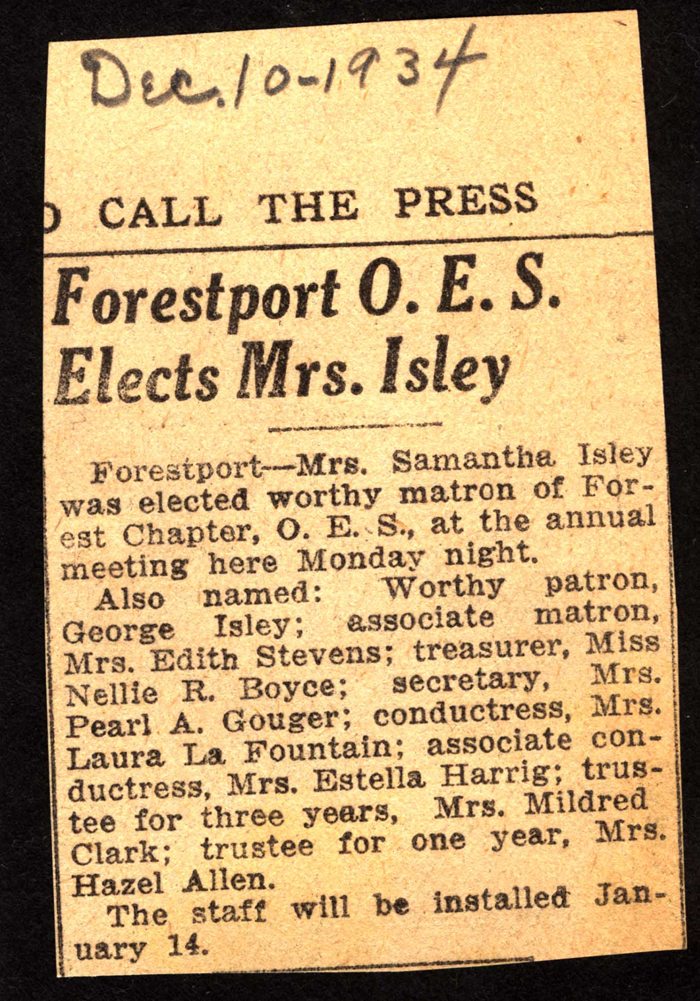 Dec. 10-1934
CALL THE PRESS
Forestport O. E. S.
Elects Mrs. Isley
Forestport—Mrs. Samantha Isley
was elected worthy matron of For-
est Chapter, O. E. S., at the annual
meeting here Monday night.
Also named: Worthy patron,
George Isley; associate matron,
Mrs. Edith Stevens; treasurer, Miss
Nellie R. Boyce; secretary, Mrs.
Pearl A. Gouger; conductress, Mrs.
Laura La Fountain; associate con-
ductress, Mrs. Estella Harrig; trus-
tee for three years, Mrs. Mildred
Clark; trustee for one year, Mrs.
Hazel Allen.
The staff will be installed Jan-
uary 14.